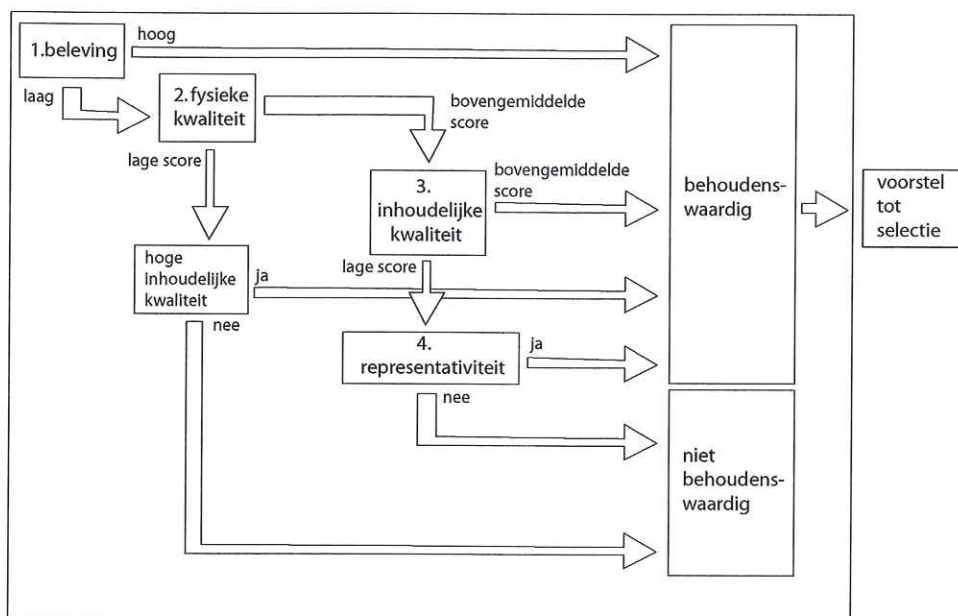 hoog
1.beleving
laag
2. fysieke
kwaliteit
bovengemiddelde
score
lage score
3.
inhoudelijke
kwaliteit
bovengemiddelde
score
behoudens-
waardig
voorstel
tot
selectie
hoge
inhoudelijke
kwaliteit
ja
lage score
nee
4.
representativiteit
ja
nee
niet
behoudens-
waardig